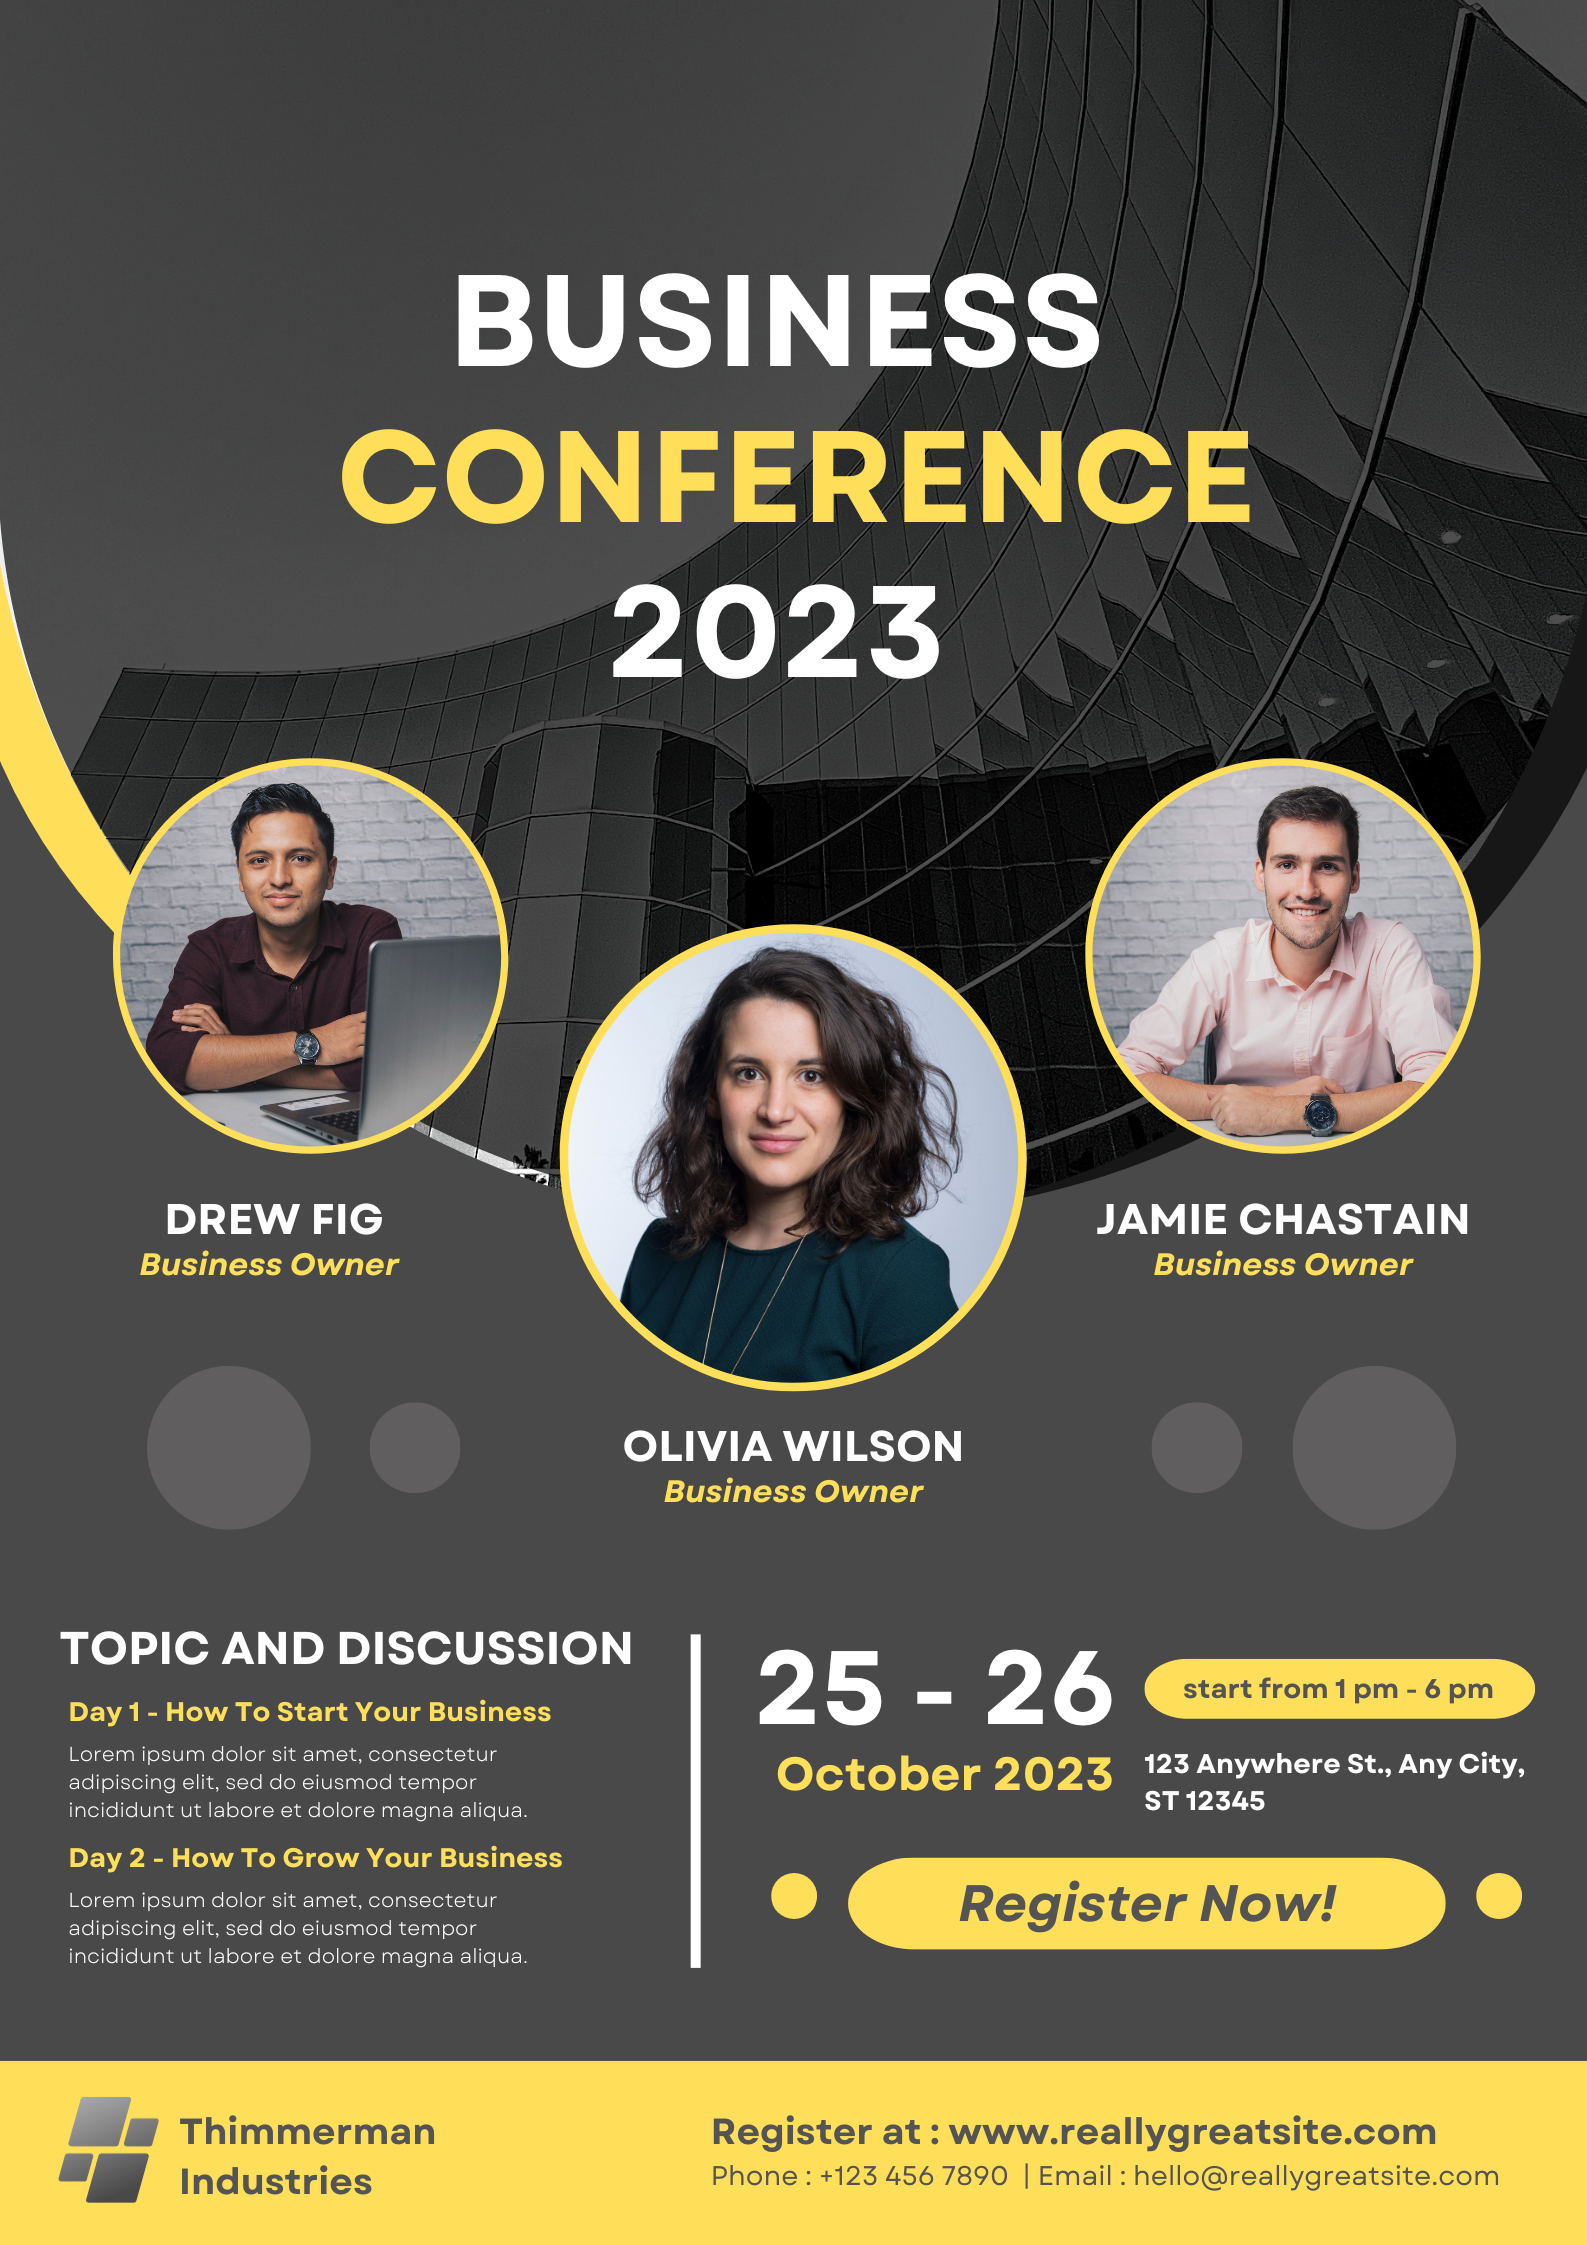 BUSINESS
CONFERENCE
2023
DREW FIG
Business Owner
JAMIE CHASTAIN
Business Owner
OLIVIA WILSON
Business Owner
TOPIC AND DISCUSSION
Day 1 - How To Start Your Business
Lorem ipsum dolor sit amet, consectetur
adipiscing elit, sed do eiusmod tempor
incididunt ut labore et dolore magna aliqua.
Day 2 - How To Grow Your Business
Lorem ipsum dolor sit amet, consectetur
adipiscing elit, sed do eiusmod tempor
incididunt ut labore et dolore magna aliqua.
25 - 26
October 2023
start from 1 pm - 6 pm
123 Anywhere St., Any City,
ST 12345
Register Now!
Thimmerman
Industries
Register at : www.reallygreatsite.com
Phone : +123 456 7890 | Email : hello@reallygreatsite.com